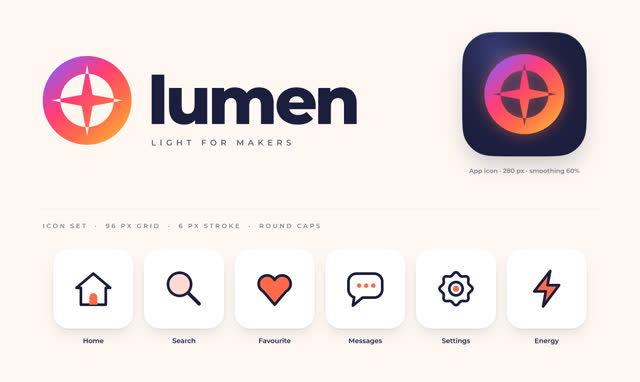 lumen
LIGHT FOR MAKERS
App icon · 280 px · smoothing 60%
ICON SET · 96 PX GRID · 6 PX STROKE · ROUND CAPS
Home
Search
Favourite
Messages
Settings
Energy